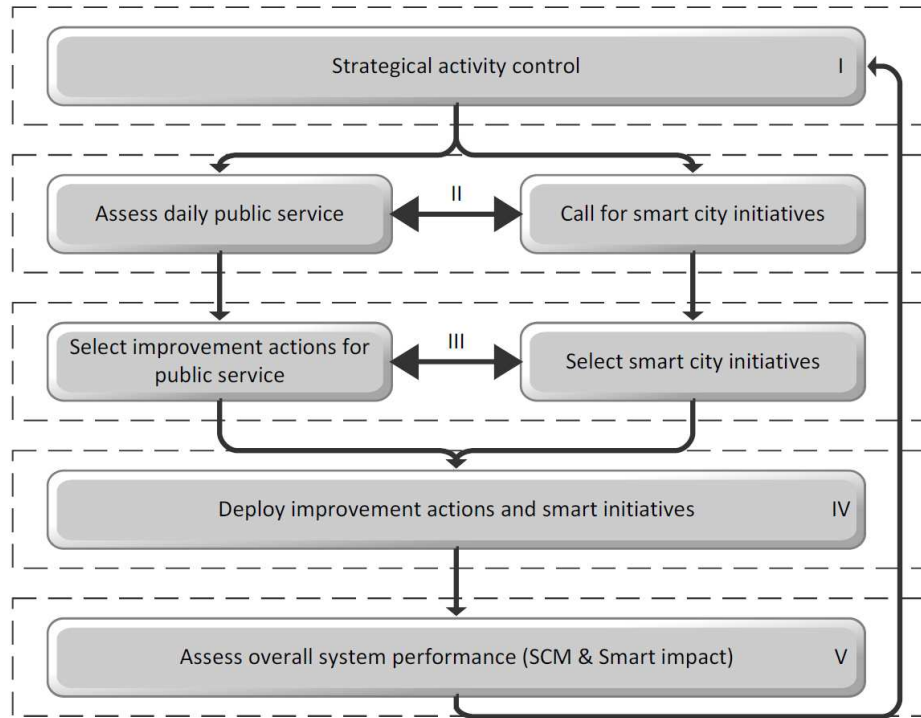 Strategical activity control I
II
Assess daily public service
Call for smart city initiatives
III
Select improvement actions for
public service
Select smart city initiatives
Deploy improvement actions and smart initiatives IV
Assess overall system performance (SCM & Smart impact) V